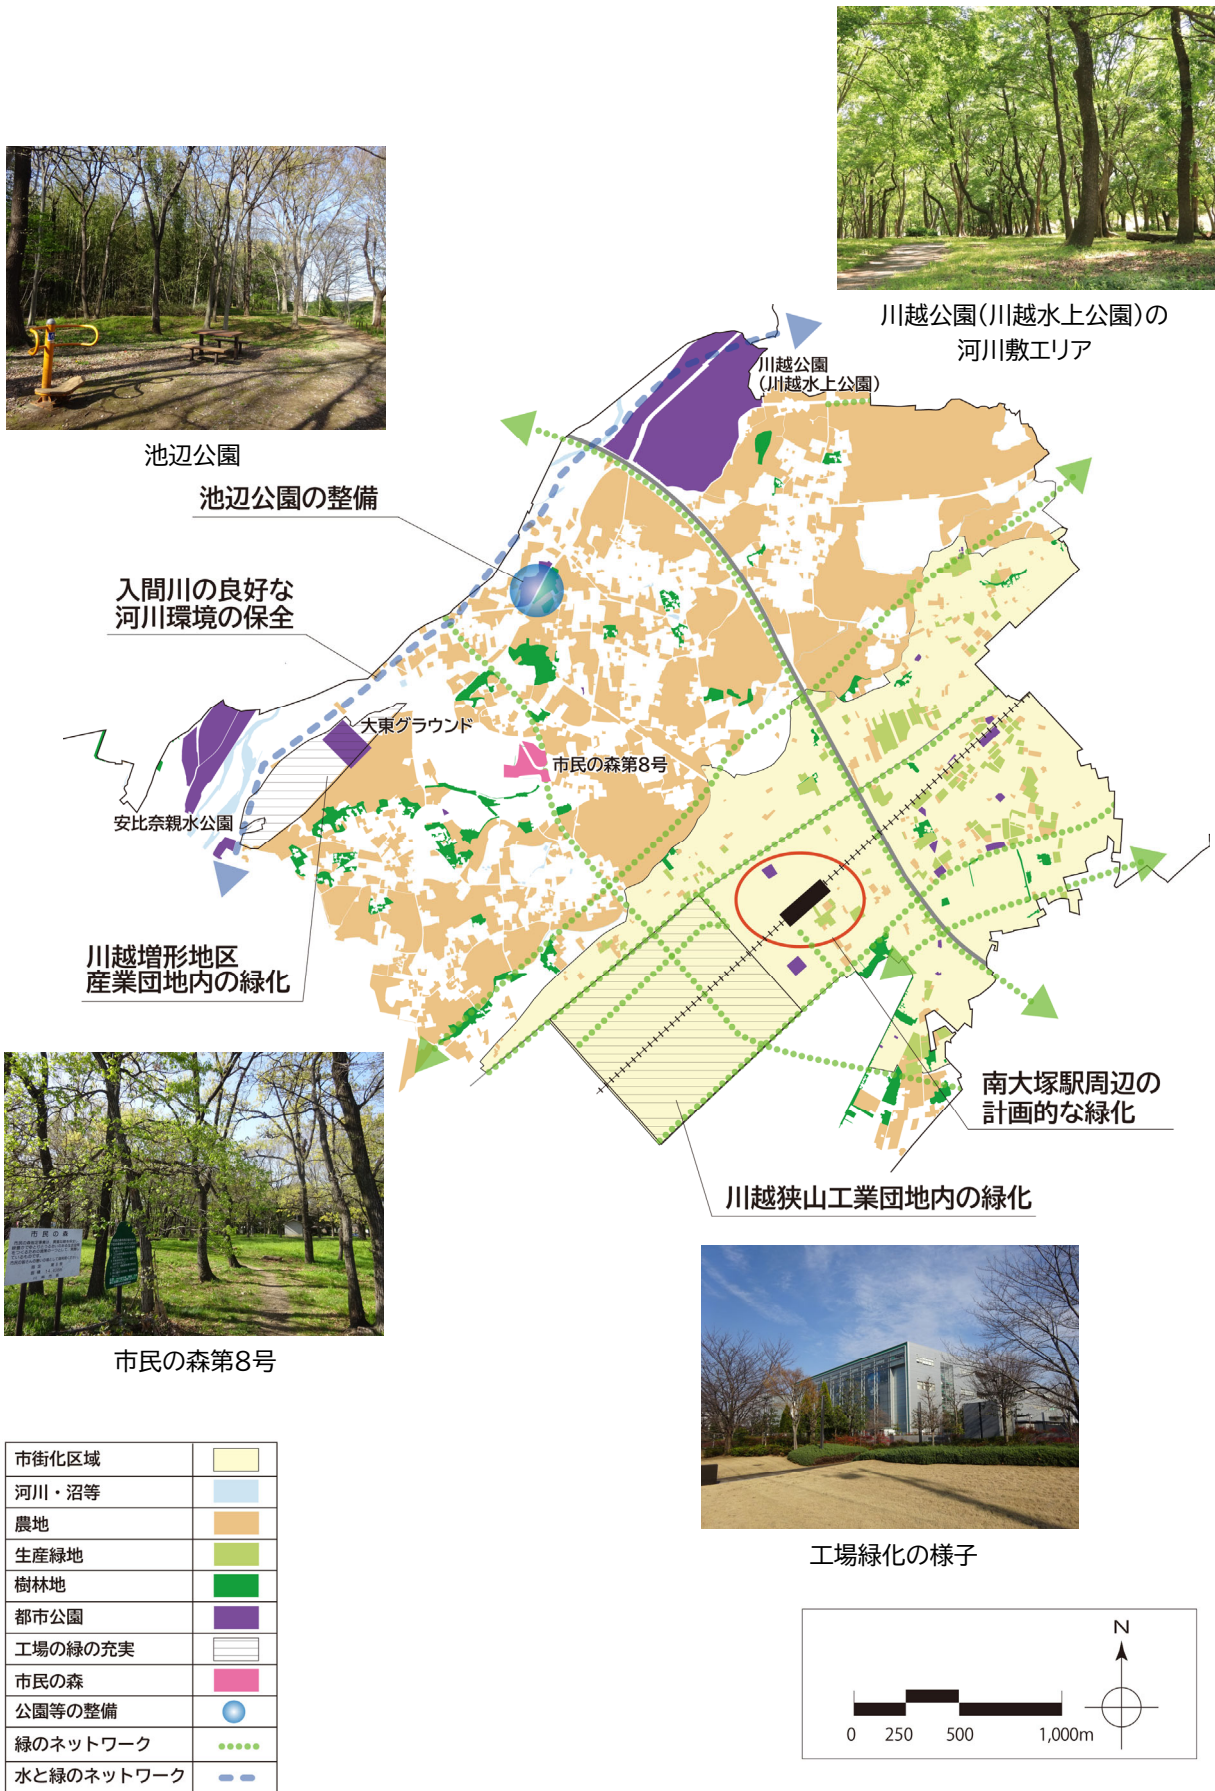 川越公園(川越水上公園)の
河川敷エリア
池辺公園
川越公園
(川越水上公園)
池辺公園の整備
入間川の良好な
河川環境の保全
大東グラウンド
市民の森第8号
安比奈親水公園
川越増形地区
産業団地内の緑化
南大塚駅周辺の
計画的な緑化
川越狭山工業団地内の緑化
市民の森
市民の森第8号
工場緑化の様子
市街化区域
河川・沼等
農地
生産緑地
樹林地
都市公園
工場の緑の充実
市民の森
公園等の整備
緑のネットワーク
水と緑のネットワーク
N
0 250 500 1,000m